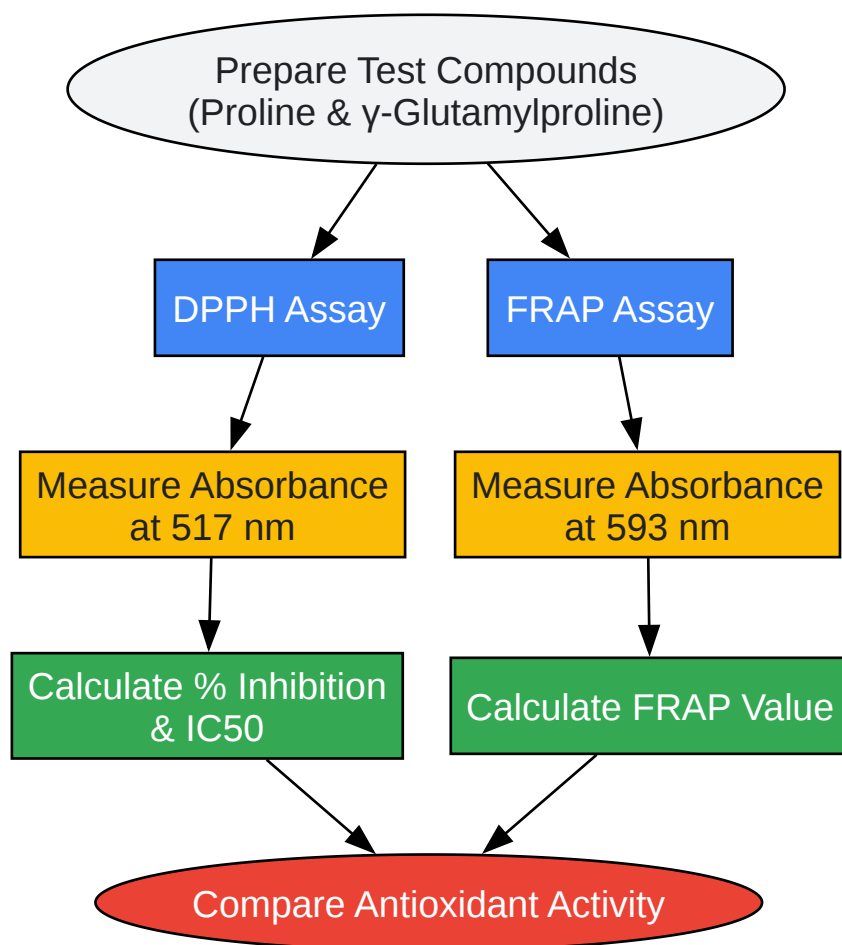 Prepare Test Compounds
(Proline & γ-Glutamylproline)
DPPH Assay
FRAP Assay
Measure Absorbance
at 517 nm
Measure Absorbance
at 593 nm
Calculate % Inhibition
& IC50
Calculate FRAP Value
Compare Antioxidant Activity